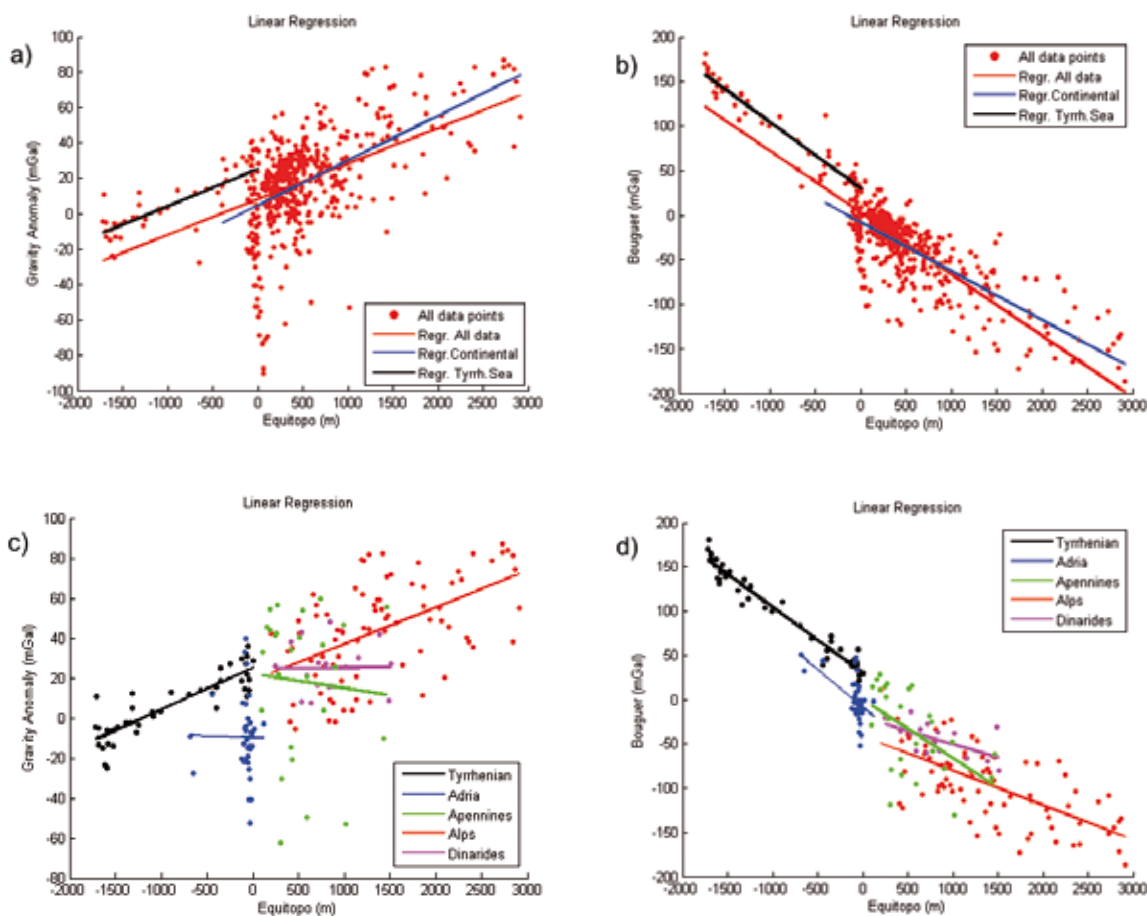 a)
Linear Regression
100
80
60
40
20
0
-20
-40
-60
-80
-100
Gravity Anomaly (mGal)
All data points
Regr. All data
Regr.Continental
Regr. Tyrrh.Sea
-2000 -1500 -1000 -500 0 500 1000 1500 2000 2500 3000
Equitopo (m)
b)
Linear Regression
200
150
100
50
0
-50
-100
-150
-200
Bouguer (mGal)
All data points
Regr. All data
Regr.Continental
Regr. Tyrrh.Sea
-2000 -1500 -1000 -500 0 500 1000 1500 2000 2500 3000
Equitopo (m)
c)
Linear Regression
100
80
60
40
20
0
-20
-40
-60
-80
Gravity Anomaly (mGal)
Tyrrhenian
Adria
Apennines
Alps
Dinarides
-2000 -1500 -1000 -500 0 500 1000 1500 2000 2500 3000
Equitopo (m)
d)
Linear Regression
200
150
100
50
0
-50
-100
-150
-200
Bouguer (mGal)
Tyrrhenian
Adria
Apennines
Alps
Dinarides
-2000 -1500 -1000 -500 0 500 1000 1500 2000 2500 3000
Equitopo (m)